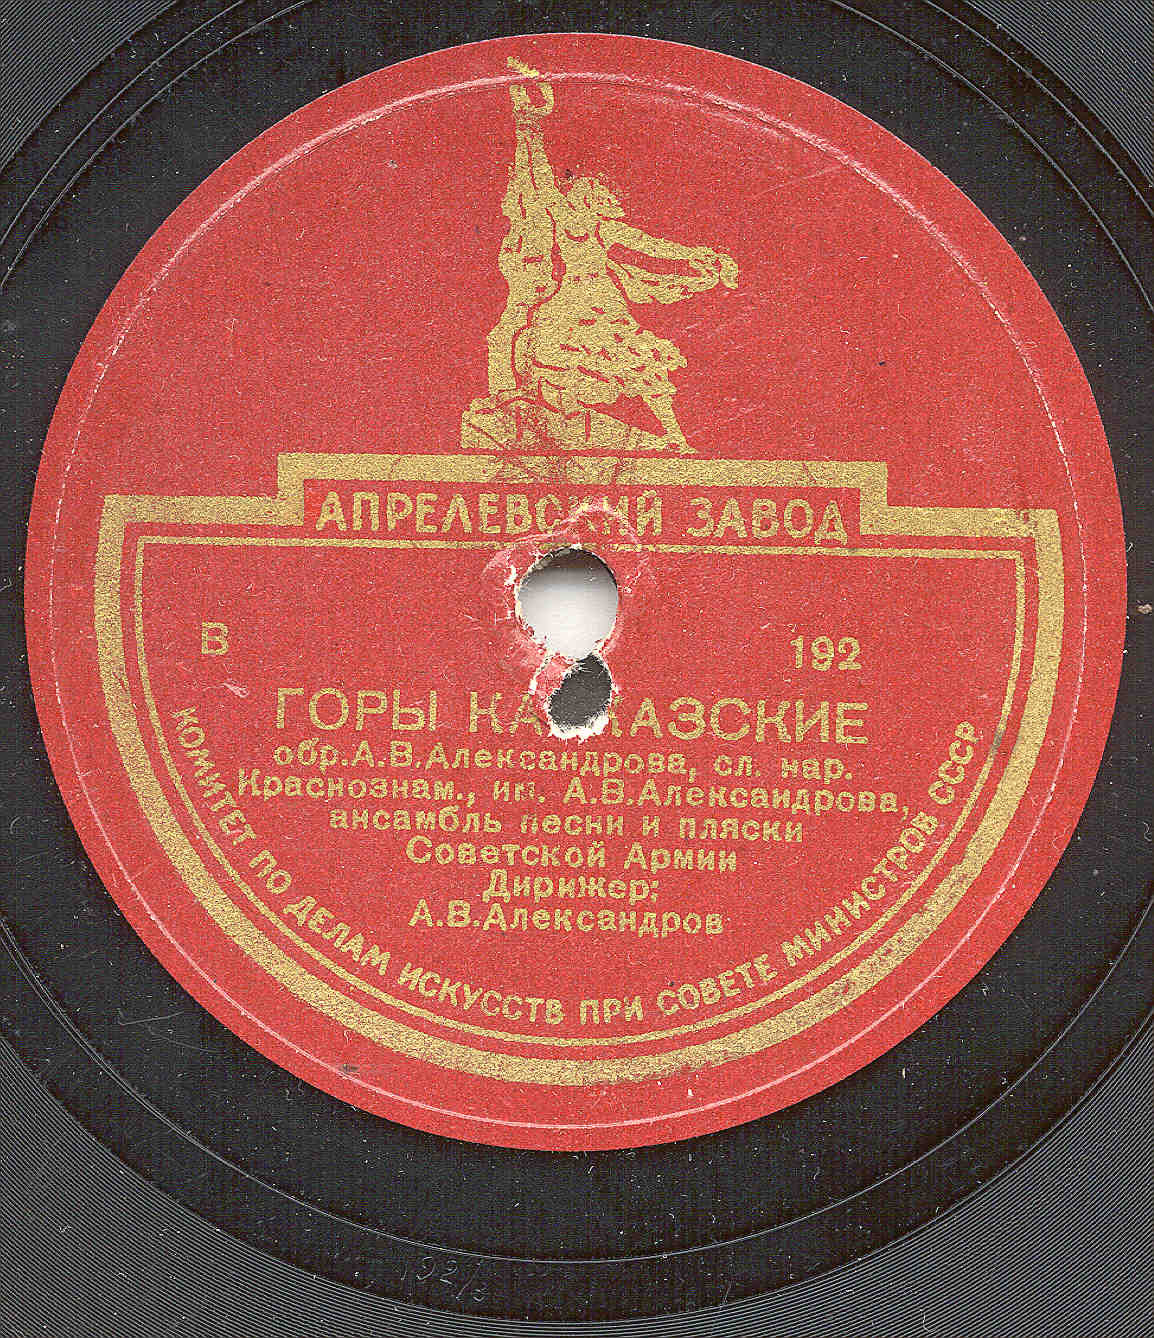 АПРЕЛЕВСКИЙ ЗАВОД
В 192
ГОРЫ КАВКАЗСКИЕ
обр.А.В.Александрова, сл. нар.
Краснознам., им. А.В.Александрова,
ансамбль песни и пляски
Советской Армии
Дирижер;
А.В.Александров
КОМИТЕТ ПО ДЕЛАМ ИСКУССТВ ПРИ СОВЕТЕ МИНИСТРОВ СССР